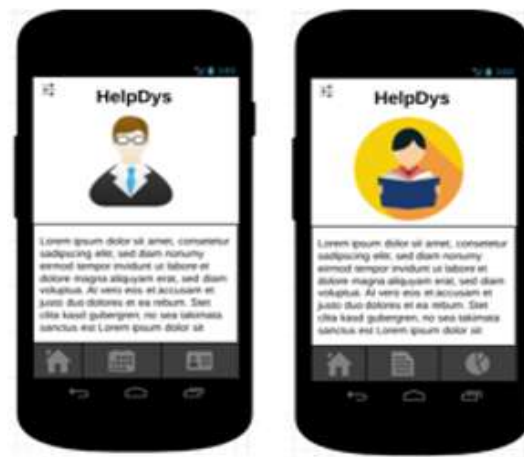 HelpDys
Lorem ipsum dolor sit amet, consetetur
sadipscing elitr, sed diam nonumy
eirmod tempor invidunt ut labore et
dolore magna aliquyam erat, sed diam
voluptua. At vero eos et accusam et
justo duo dolores et ea rebum. Stet
clita kasd gubergren, no sea takimata
sanctus est Lorem ipsum dolor sit
HelpDys
Lorem ipsum dolor sit amet, consetetur
sadipscing elitr, sed diam nonumy
eirmod tempor invidunt ut labore et
dolore magna aliquyam erat, sed diam
voluptua. At vero eos et accusam et
justo duo dolores et ea rebum. Stet
clita kasd gubergren, no sea takimata
sanctus est Lorem ipsum dolor sit